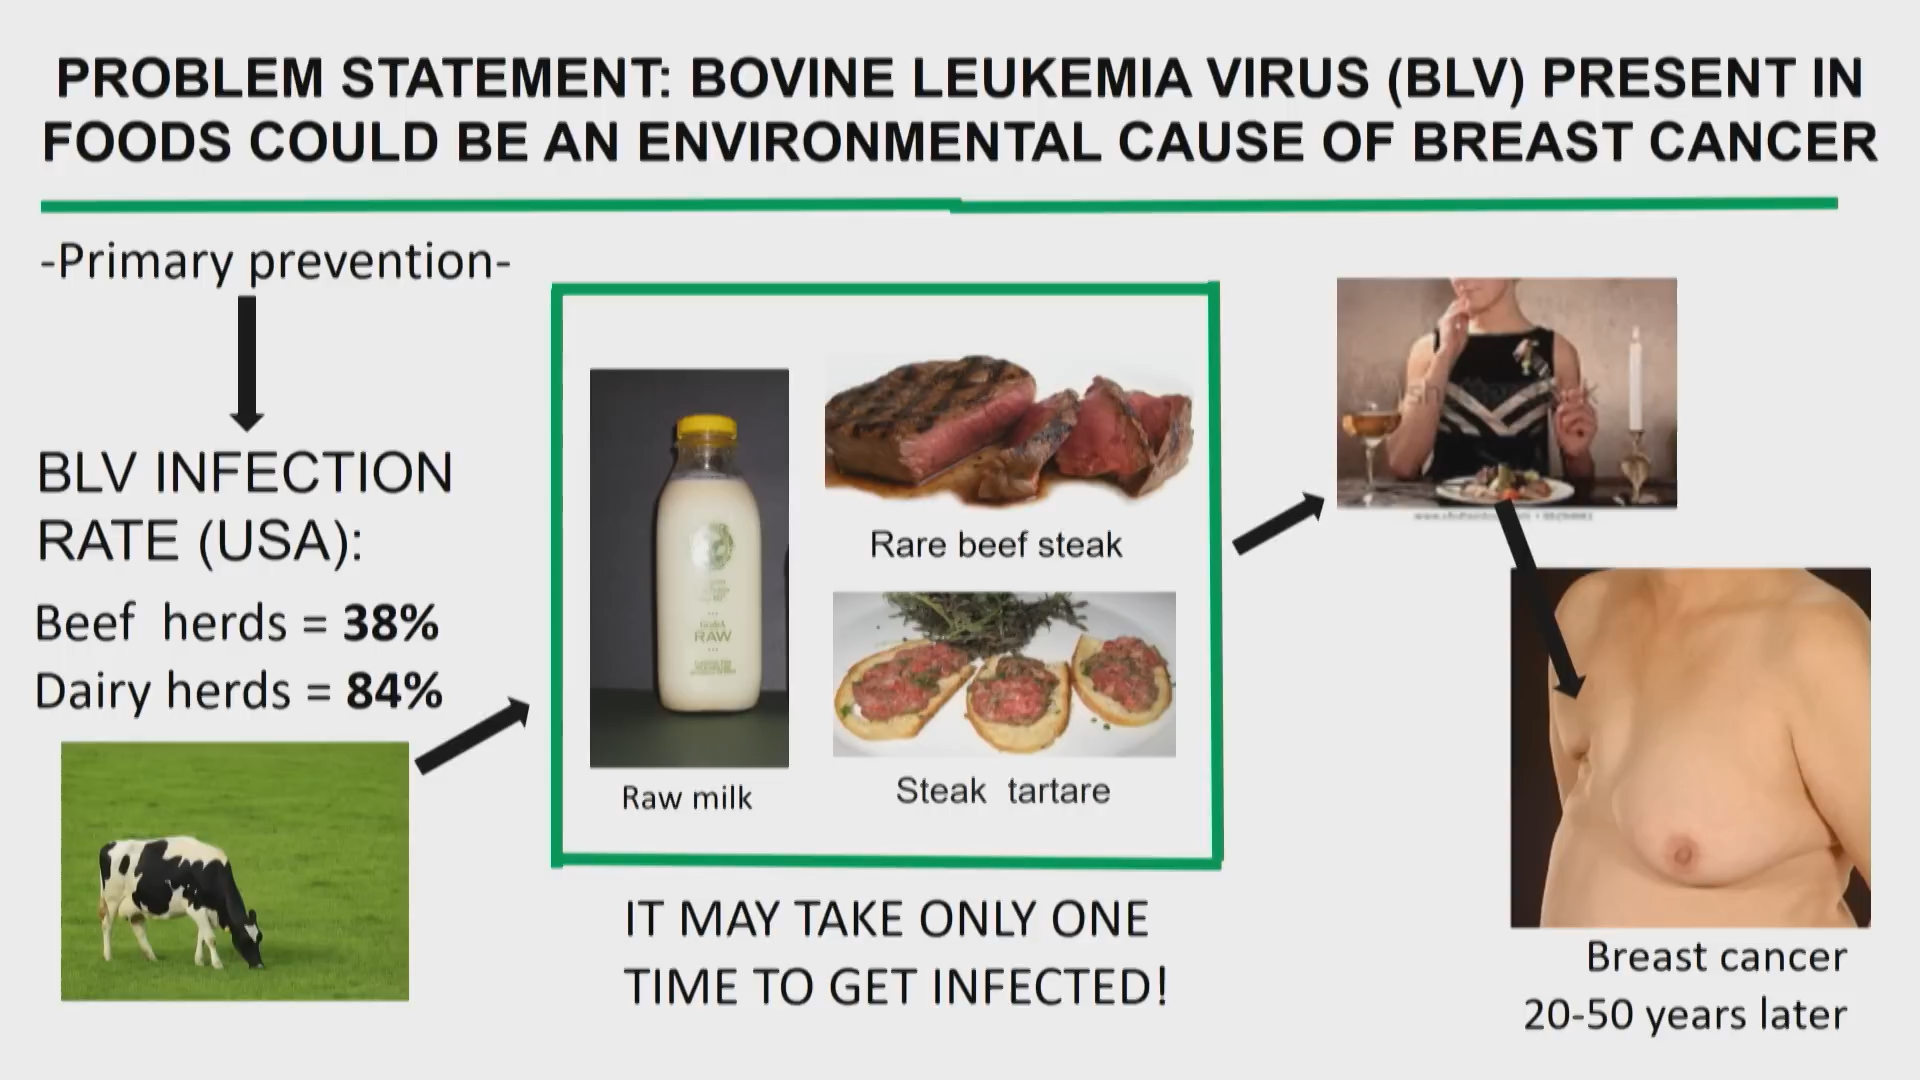 PROBLEM STATEMENT: BOVINE LEUKEMIA VIRUS (BLV) PRESENT IN
FOODS COULD BE AN ENVIRONMENTAL CAUSE OF BREAST CANCER
-Primary prevention-
BLV INFECTION
RATE (USA):
Beef herds = 38%
Dairy herds = 84%
RAW
Raw milk
Rare beef steak
Steak tartare
IT MAY TAKE ONLY ONE
TIME TO GET INFECTED!
Breast cancer
20-50 years later